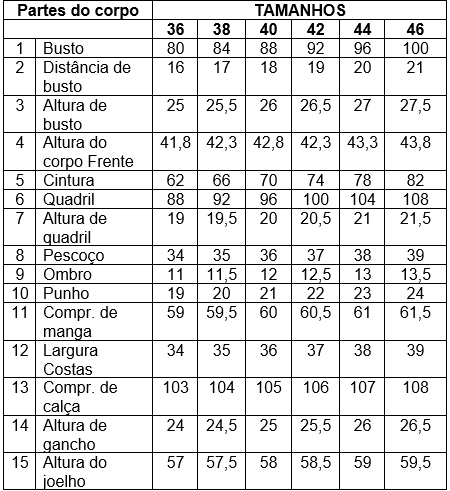 Partes do corpo TAMANHOS
36 38 40 42 44 46
1 Busto 80 84 88 92 96 100
2 Distância de busto 16 17 18 19 20 21
3 Altura de busto 25 25,5 26 26,5 27 27,5
4 Altura do corpo Frente 41,8 42,3 42,8 42,3 43,3 43,8
5 Cintura 62 66 70 74 78 82
6 Quadril 88 92 96 100 104 108
7 Altura de quadril 19 19,5 20 20,5 21 21,5
8 Pescoço 34 35 36 37 38 39
9 Ombro 11 11,5 12 12,5 13 13,5
10 Punho 19 20 21 22 23 24
11 Compr. de manga 59 59,5 60 60,5 61 61,5
12 Largura Costas 34 35 36 37 38 39
13 Compr. de calça 103 104 105 106 107 108
14 Altura de gancho 24 24,5 25 25,5 26 26,5
15 Altura do joelho 57 57,5 58 58,5 59 59,5